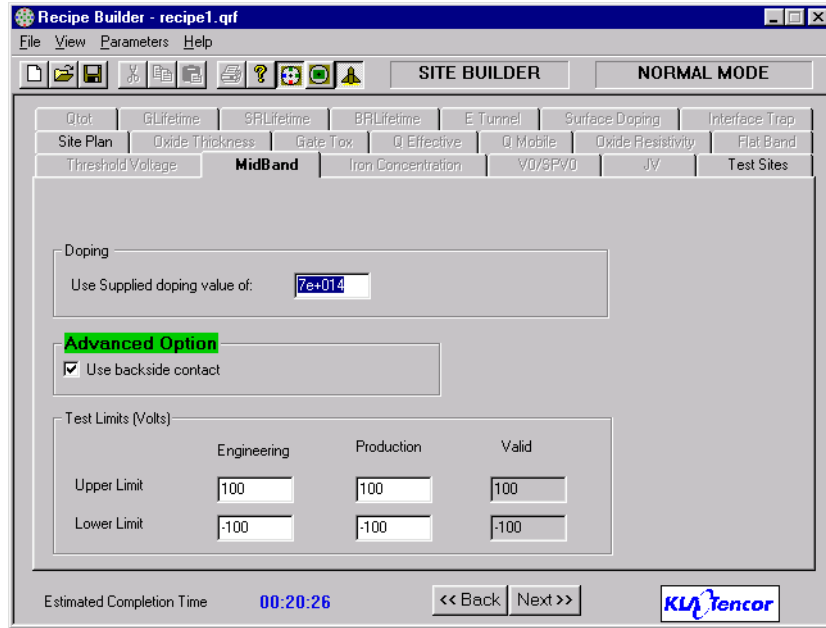 Recipe Builder - recipe1.qrf
File View Parameters Help
SITE BUILDER NORMAL MODE
Qtot GLifetime SRLifetime BRLifetime E Tunnel Surface Doping Interface Trap
Site Plan Oxide Thickness Gate Tox Q Effective Q Mobile Oxide Resistivity Flat Band
Threshold Voltage MidBand Iron Concentration V0/SPV0 JV Test Sites
Doping
Use Supplied doping value of: 7e+014
Advanced Option
Use backside contact
Test Limits (Volts)
Engineering Production Valid
Upper Limit 100 100 100
Lower Limit -100 -100 -100
Estimated Completion Time 00:20:26 << Back Next >> KLA Tencor